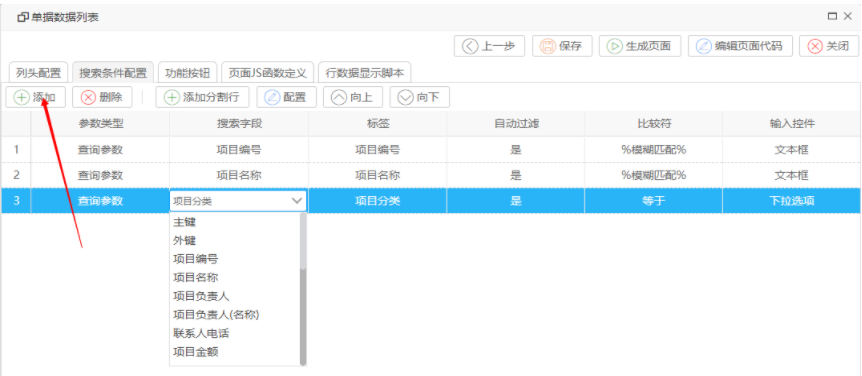 单据数据列表
上一步 保存 生成页面 编辑页面代码 关闭
列头配置 搜索条件配置 功能按钮 页面JS函数定义 行数据显示脚本
添加 删除 添加分割行 配置 向上 向下
参数类型 搜索字段 标签 自动过滤 比较符 输入控件
1 查询参数 项目编号 项目编号 是 %模糊匹配% 文本框
2 查询参数 项目名称 项目名称 是 %模糊匹配% 文本框
3 查询参数 项目分类 项目分类 是 等于 下拉选项
主键
外键
项目编号
项目名称
项目负责人
项目负责人(名称)
联系人电话
项目金额